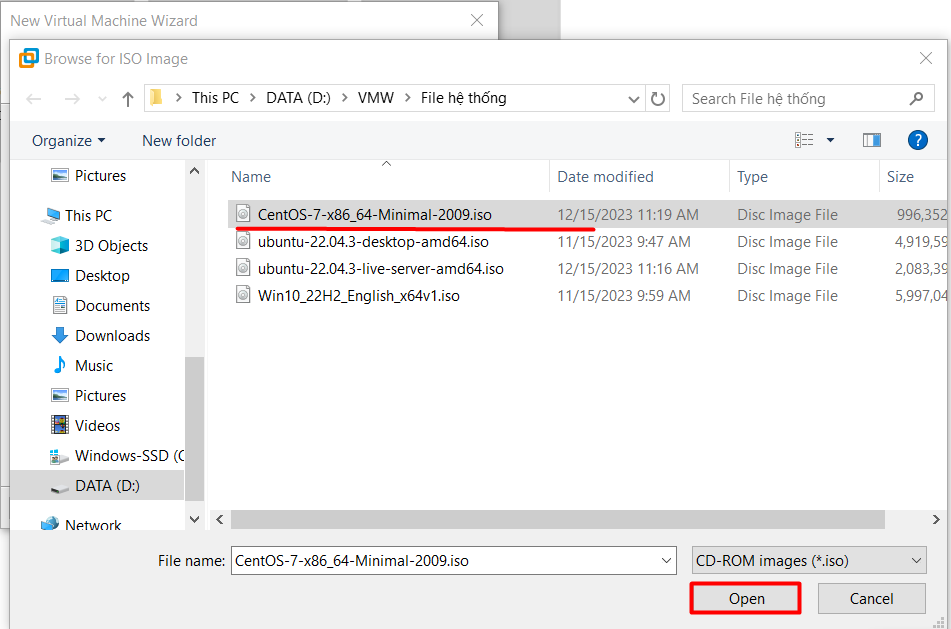 New Virtual Machine Wizard
Browse for ISO Image
This PC > DATA (D:) > VMW > File hệ thống
Search File hệ thống
Organize New folder
?
Name Date modified Type Size
CentOS-7-x86_64-Minimal-2009.iso 12/15/2023 11:19 AM Disc Image File 996,352
ubuntu-22.04.3-desktop-amd64.iso 11/15/2023 9:47 AM Disc Image File 4,919,59
ubuntu-22.04.3-live-server-amd64.iso 12/15/2023 11:16 AM Disc Image File 2,083,39
Win10_22H2_English_x64v1.iso 11/15/2023 9:59 AM Disc Image File 5,997,04
Pictures
This PC
3D Objects
Desktop
Documents
Downloads
Music
Pictures
Videos
Windows-SSD (C
DATA (D:)
Network
File name: CentOS-7-x86_64-Minimal-2009.iso CD-ROM images (*.iso)
Open Cancel